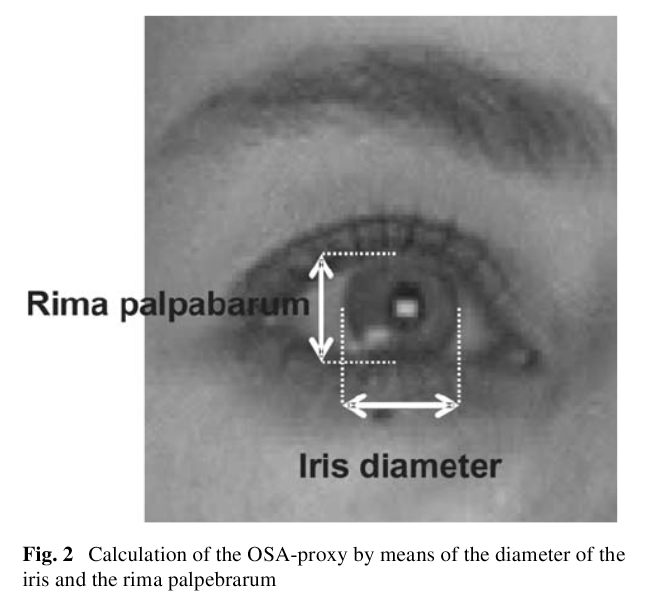 Rima palpabarum
Iris diameter
Fig. 2 Calculation of the OSA-proxy by means of the diameter of the
iris and the rima palpebrarum